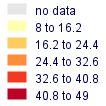 no data
8 to 16.2
16.2 to 24.4
24.4 to 32.6
32.6 to 40.8
40.8 to 49